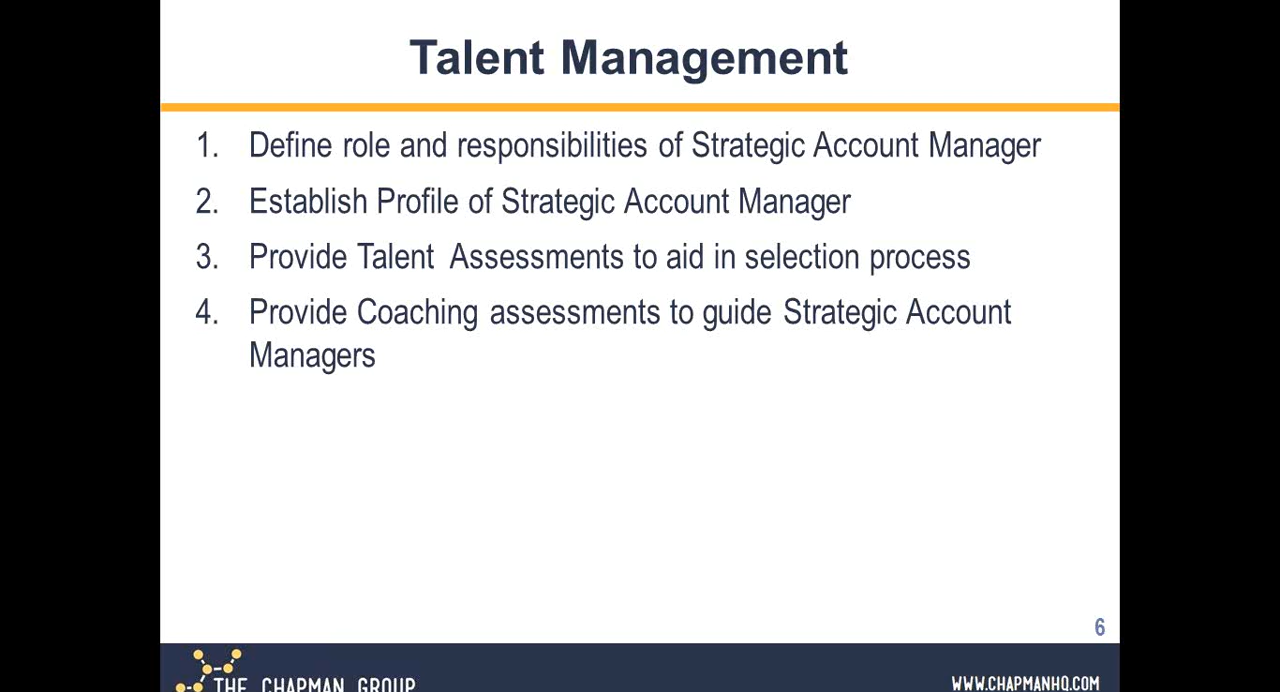 Talent Management
1. Define role and responsibilities of Strategic Account Manager
2. Establish Profile of Strategic Account Manager
3. Provide Talent Assessments to aid in selection process
4. Provide Coaching assessments to guide Strategic Account
Managers
6
THE CHAPMAN GROUP
WWW.CHAPMANHQ.COM